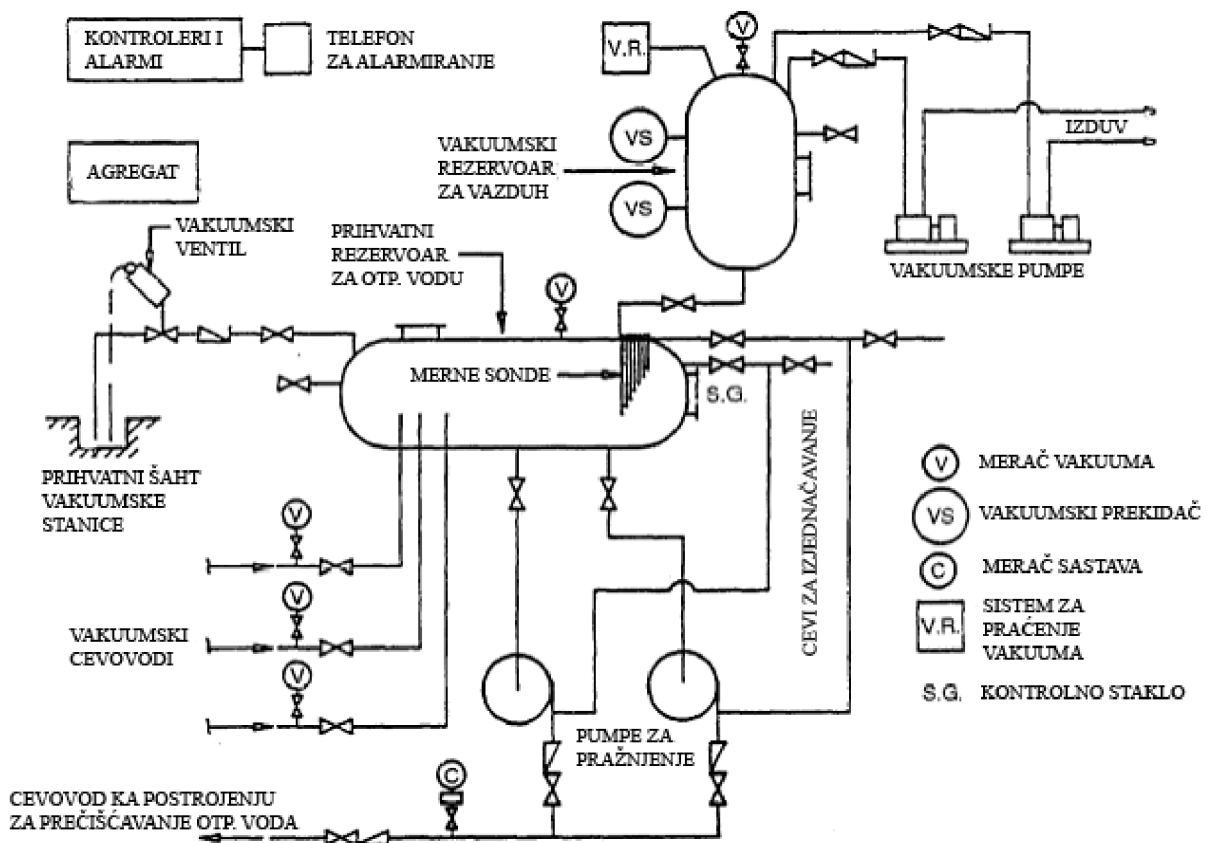 KONTROLERI I
ALARMI
TELEFON
ZA ALARMIRANJE
V.R.
V
IZDUV
VS
VS
VAKUUMSKI
REZERVOAR
ZA VAZDUH
AGREGAT
VAKUUMSKI
VENTIL
PRIHVATNI
REZERVOAR
ZA OTP. VODU
VAKUUMSKE PUMPE
V
MERNE SONDE
S.G.
PRIHVATNI ŠAHT
VAKUUMSKE
STANICE
CEVI ZA IZJEDNAČAVANJE
V
V
V
VAKUUMSKI
CEVOVODI
PUMPE ZA
PRAŽNJENJE
C
CEVOVOD KA POSTROJENJU
ZA PREČIŠĆAVANJE OTP. VODA
V MERAČ VAKUUMA
VS VAKUUMSKI PREKIDAČ
C MERAČ SASTAVA
V.R. SISTEM ZA
PRAĆENJE
VAKUUMA
S.G. KONTROLNO STAKLO